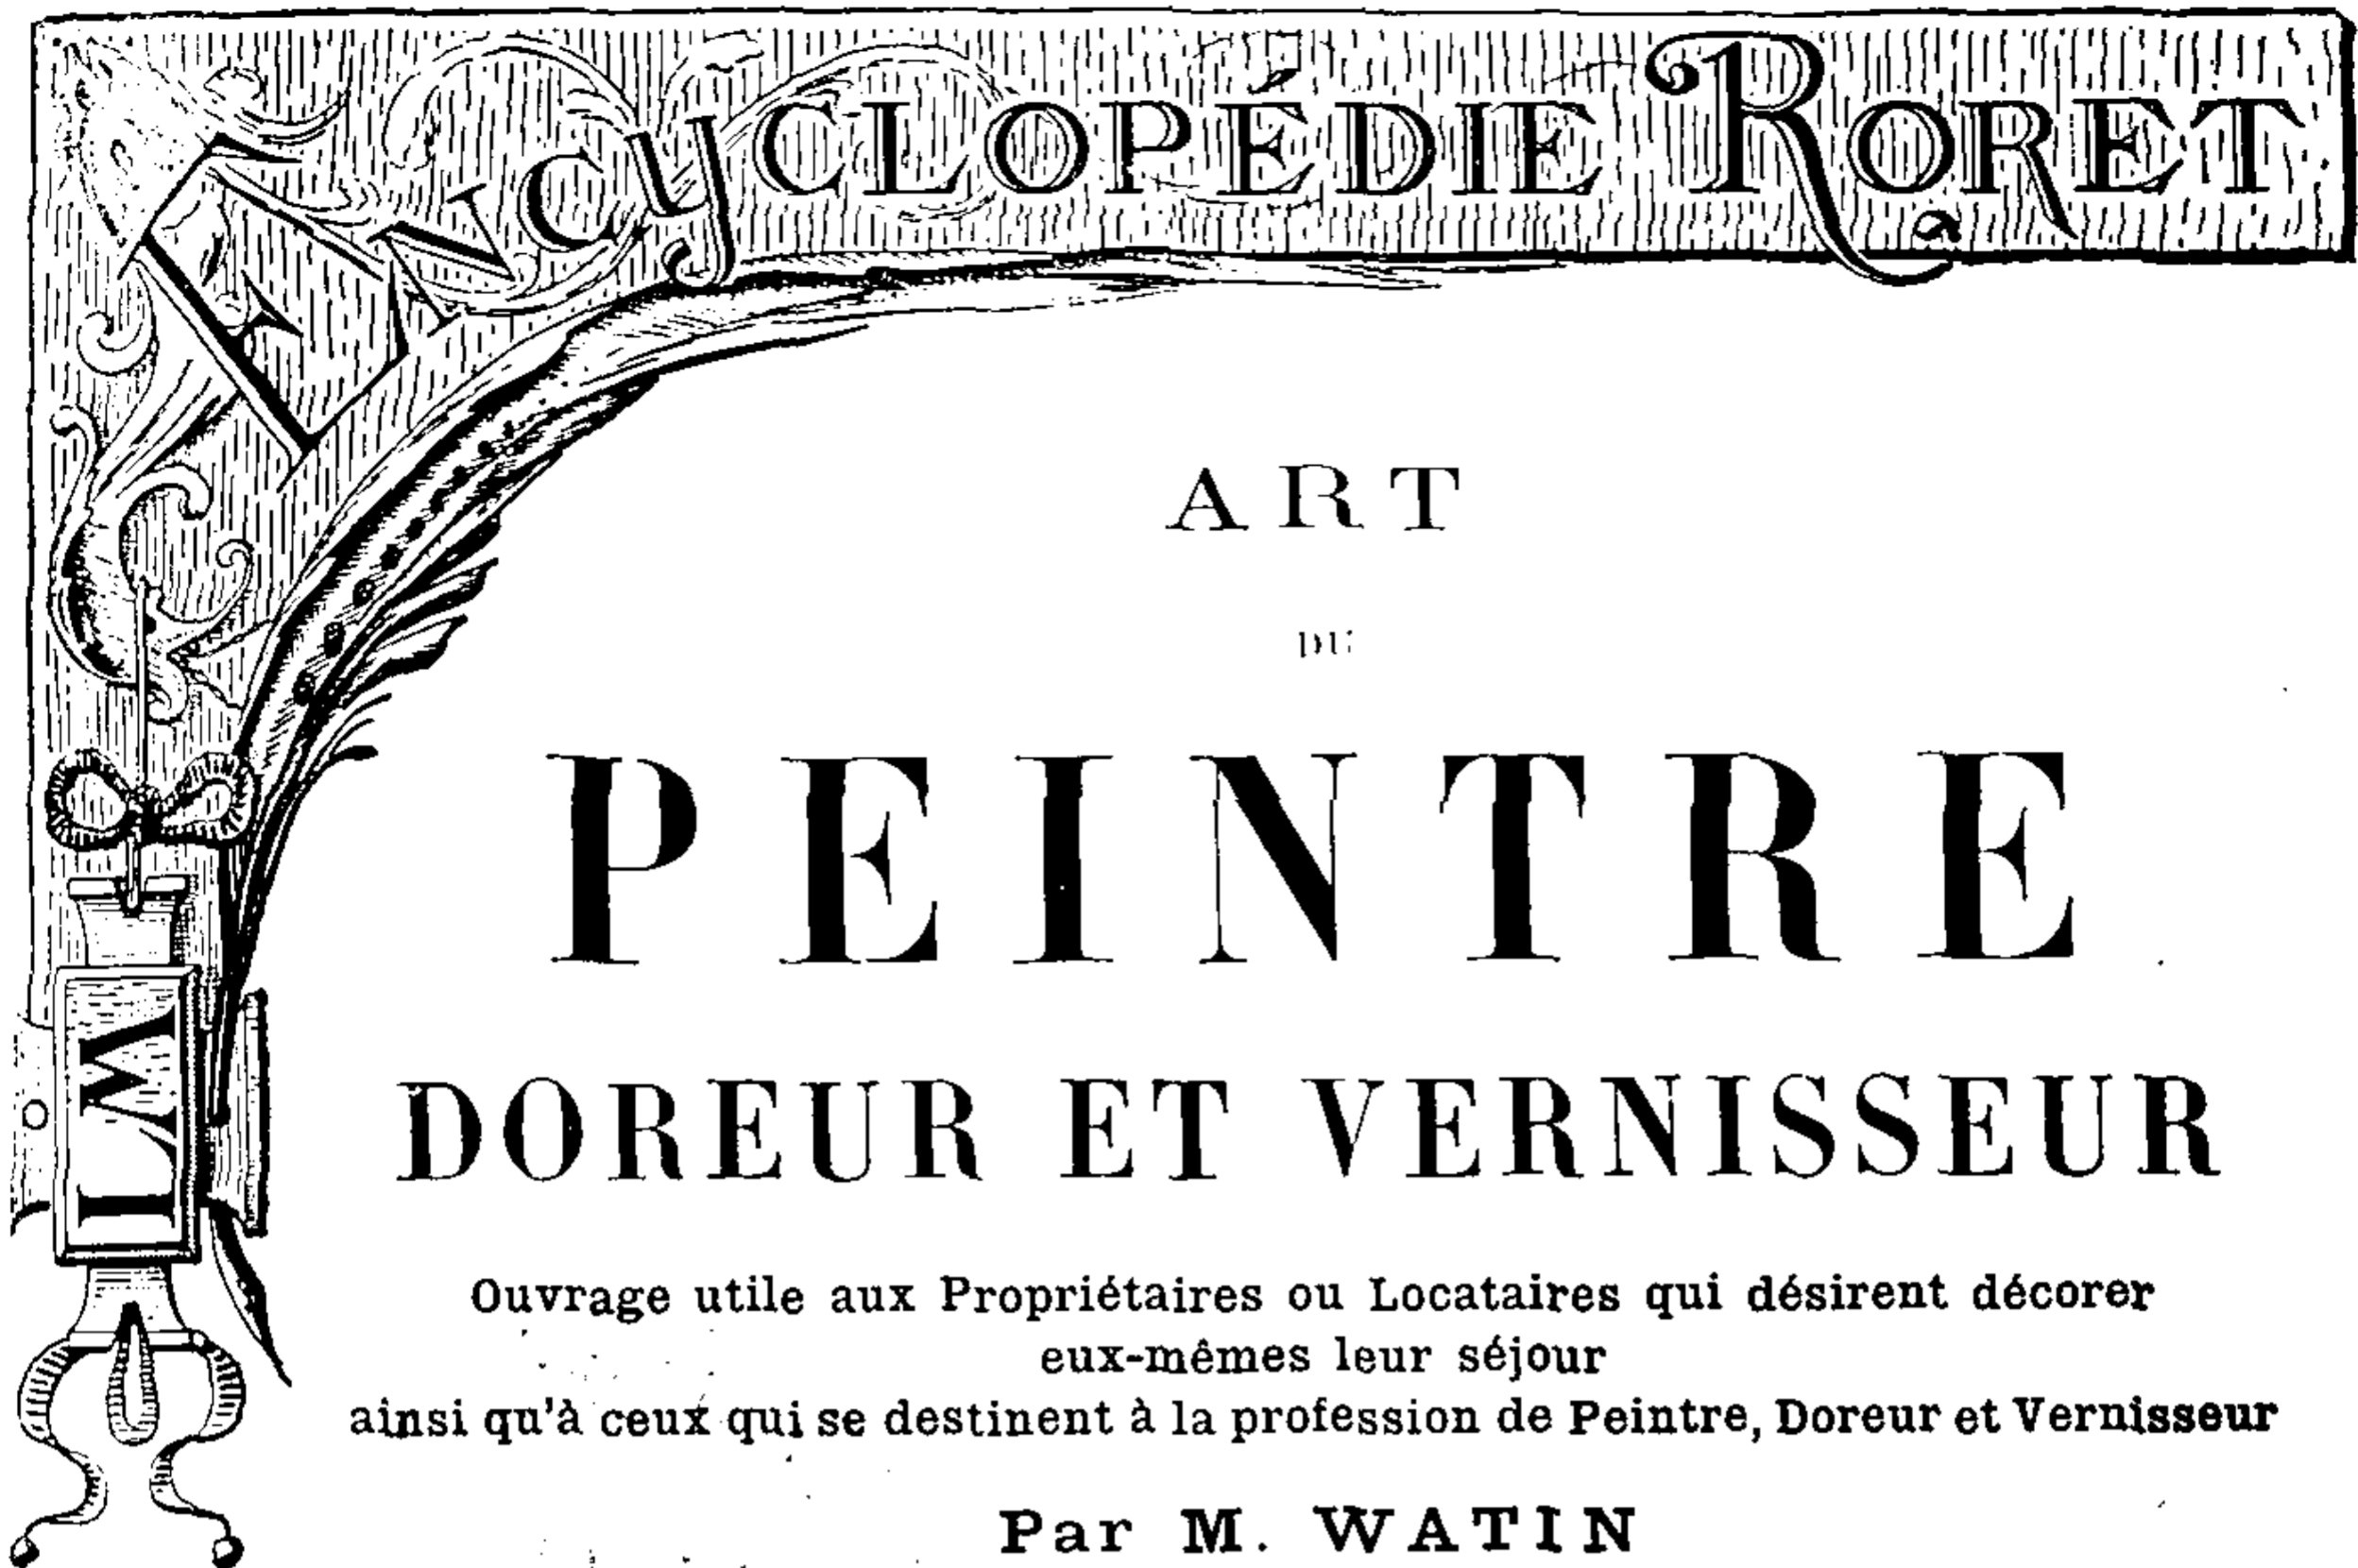 ENCYCLOPÉDIE RORET
ART
DU
PEINTRE
DOREUR ET VERNISSEUR
Ouvrage utile aux Propriétaires ou Locataires qui désirent décorer
eux-mêmes leur séjour
ainsi qu'à ceux qui se destinent à la profession de Peintre, Doreur et Vernisseur
Par M. WATIN
L M